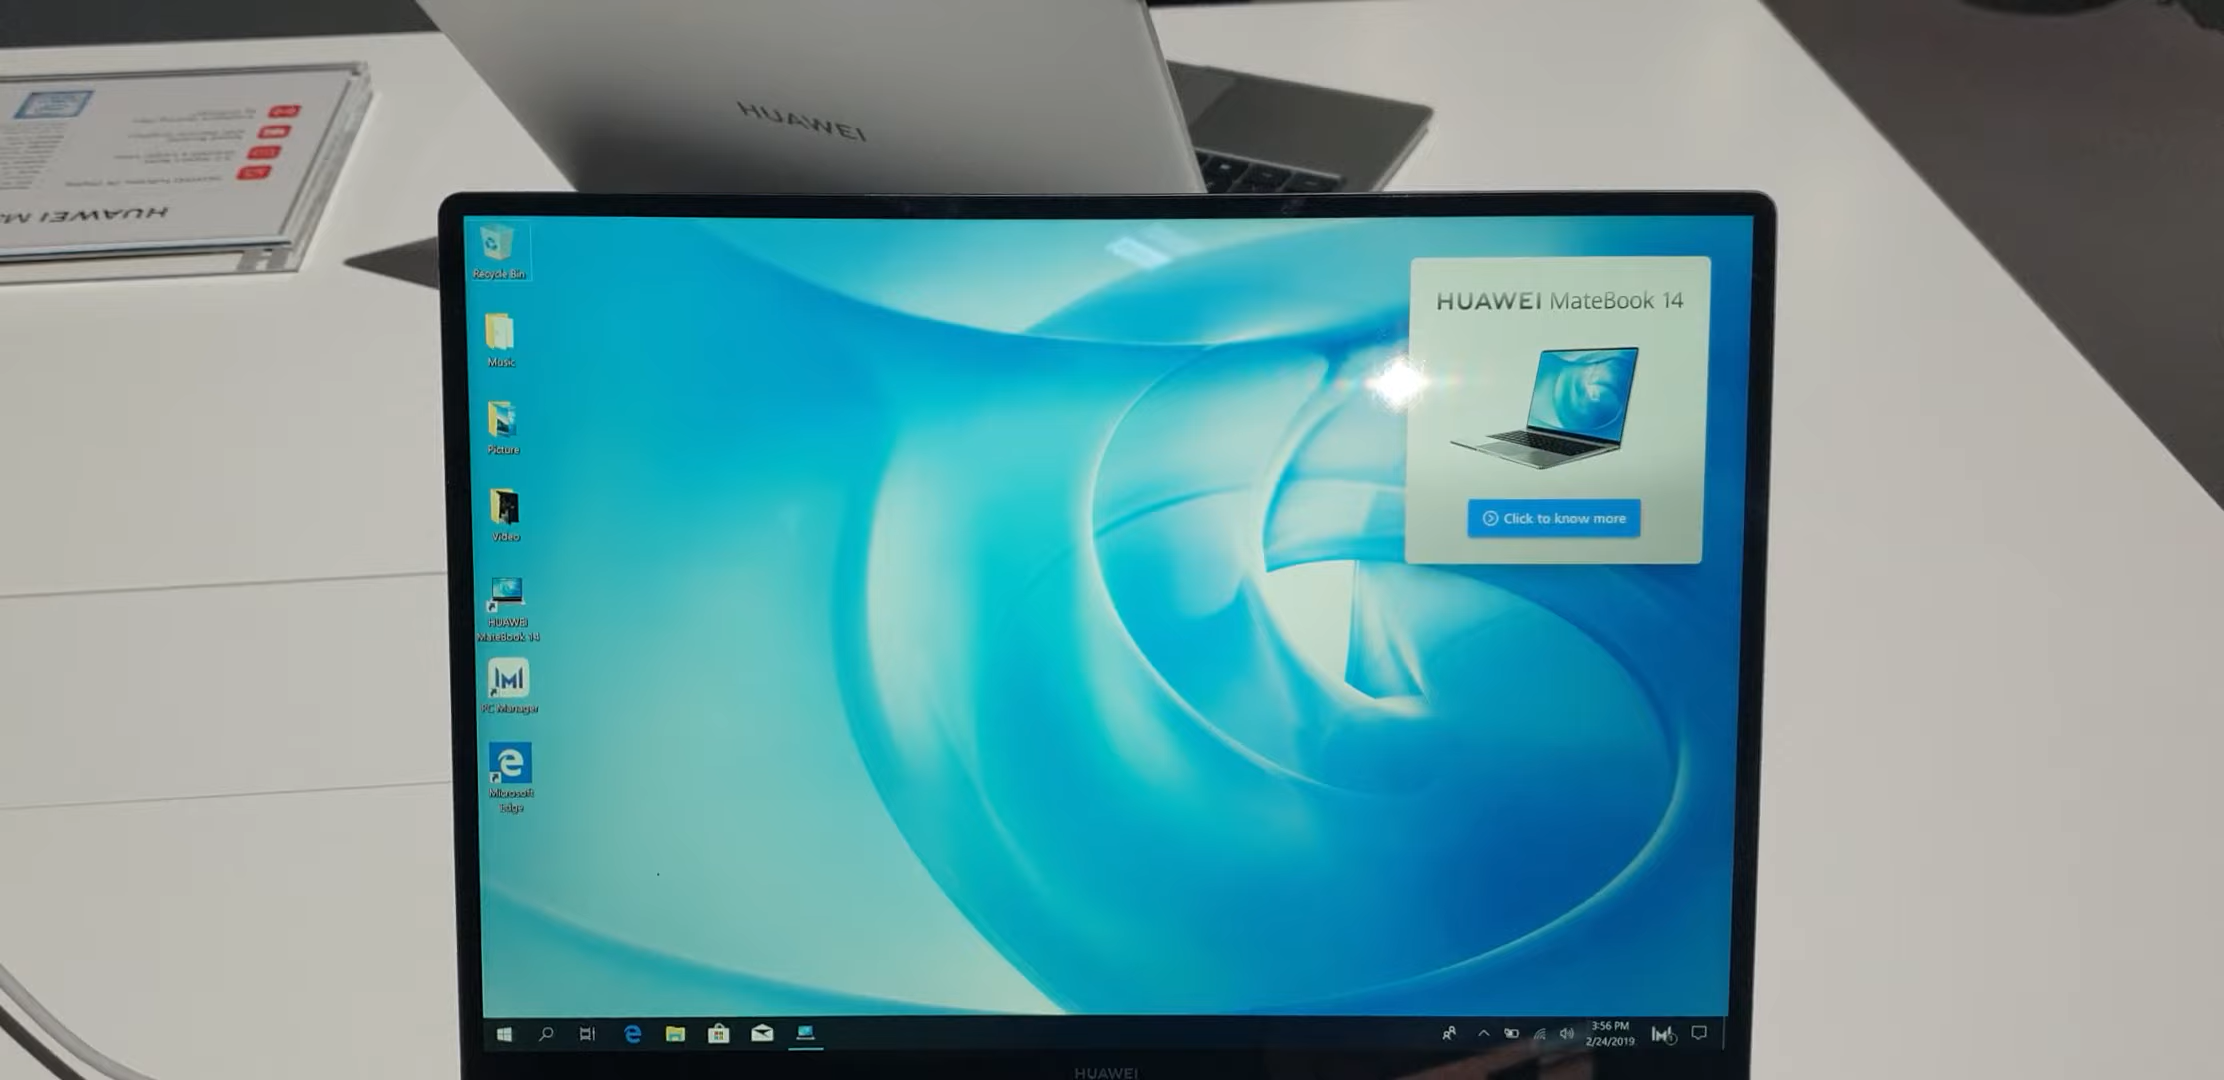 HUAWEI
HUAWEI M
Recycle Bin
HUAWEI MateBook 14
Music
Picture
Click to know more
Video
HUAWEI
MateBook 14
PC Manager
Microsoft
Edge
3:56 PM
2/24/2019
HUAWEI